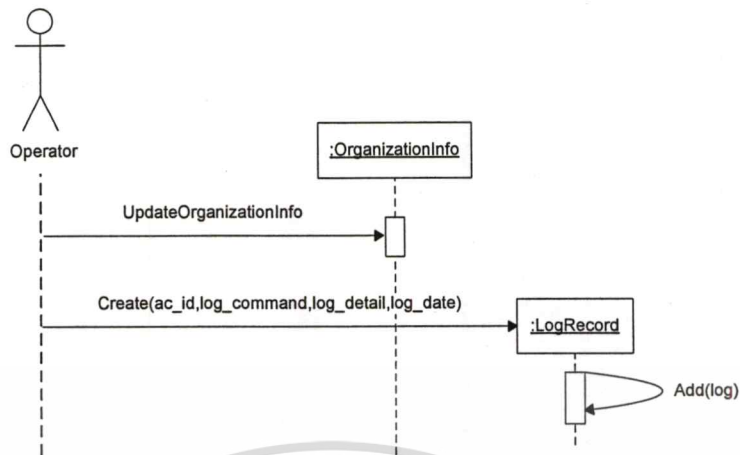 Operator
:OrganizationInfo
UpdateOrganizationInfo
Create(ac_id,log_command,log_detail,log_date)
:LogRecord
Add(log)